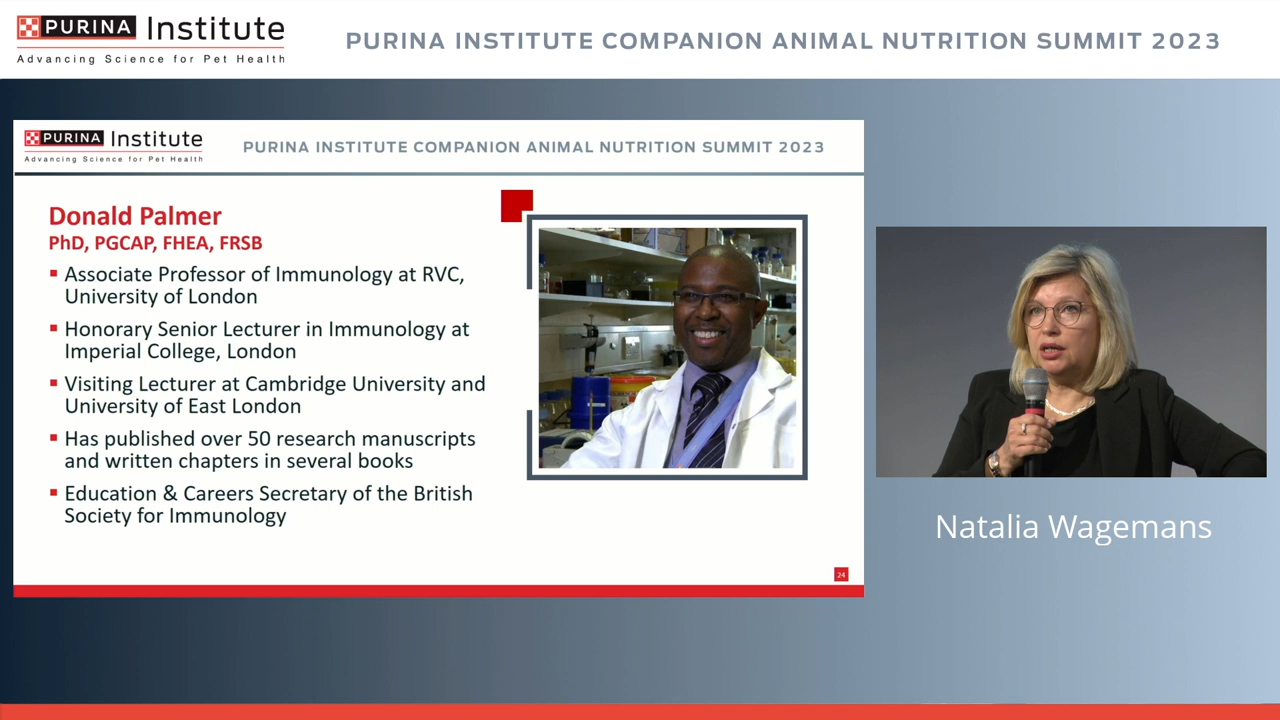 PURINA Institute
Advancing Science for Pet Health
PURINA INSTITUTE COMPANION ANIMAL NUTRITION SUMMIT 2023
PURINA Institute
Advancing Science for Pet Health
PURINA INSTITUTE COMPANION ANIMAL NUTRITION SUMMIT 2023
Donald Palmer
PhD, PGCAP, FHEA, FRSB
Associate Professor of Immunology at RVC,
University of London
Honorary Senior Lecturer in Immunology at
Imperial College, London
Visiting Lecturer at Cambridge University and
University of East London
Has published over 50 research manuscripts
and written chapters in several books
Education & Careers Secretary of the British
Society for Immunology
24
Natalia Wagemans